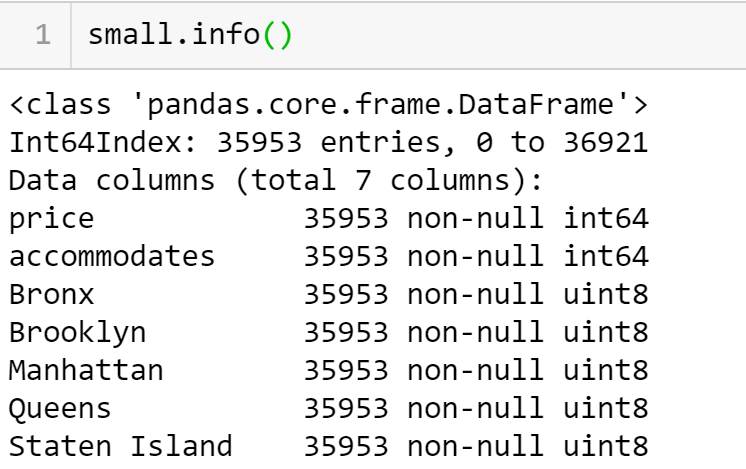 1 small.info()
<class 'pandas.core.frame.DataFrame'>
Int64Index: 35953 entries, 0 to 36921
Data columns (total 7 columns):
price 35953 non-null int64
accommodates 35953 non-null int64
Bronx 35953 non-null uint8
Brooklyn 35953 non-null uint8
Manhattan 35953 non-null uint8
Queens 35953 non-null uint8
Staten Island 35953 non-null uint8